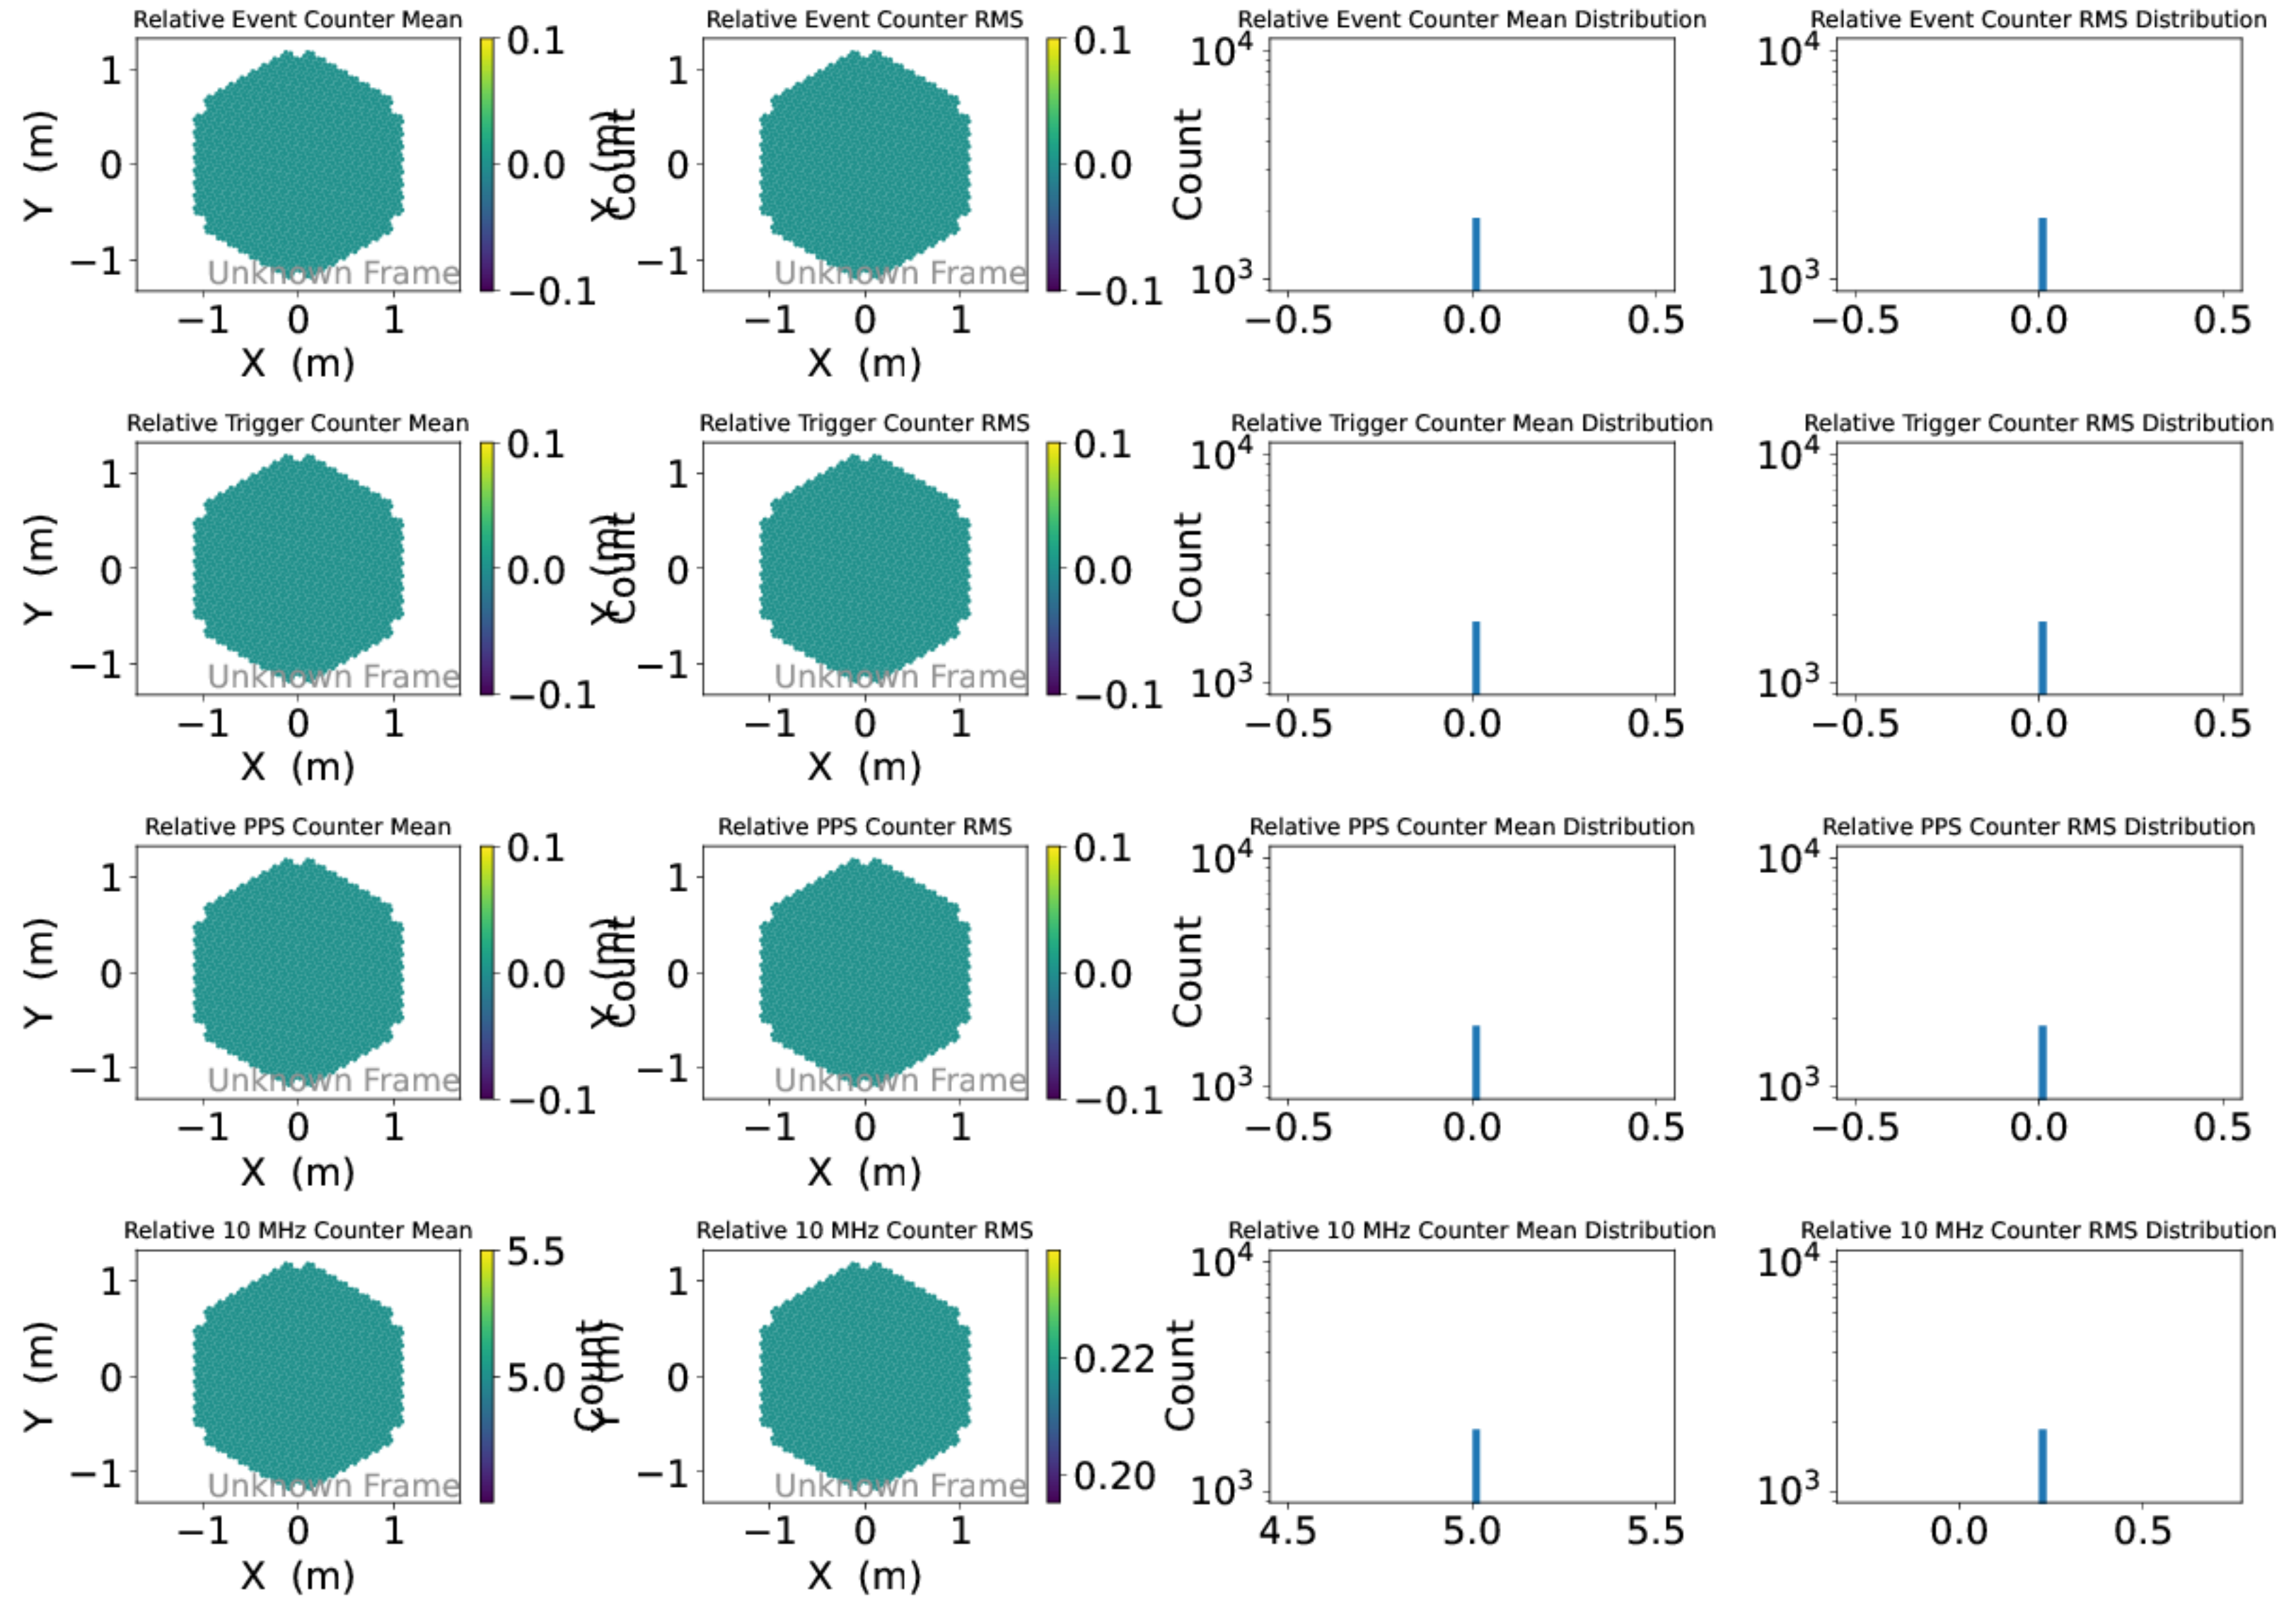 Relative Event Counter Mean
Relative Event Counter RMS
Relative Event Counter Mean Distribution
Relative Event Counter RMS Distribution
Y (m)
1
0
−1
Unknown Frame
−1 0 1
X (m)
0.1
0.0
−0.1
Count
Y (m)
1
0
−1
Unknown Frame
−1 0 1
X (m)
0.1
0.0
−0.1
Count
10⁴
10³
−0.5 0.0 0.5
10⁴
10³
−0.5 0.0 0.5
Relative Trigger Counter Mean
Relative Trigger Counter RMS
Relative Trigger Counter Mean Distribution
Relative Trigger Counter RMS Distribution
Y (m)
1
0
−1
Unknown Frame
−1 0 1
X (m)
0.1
0.0
−0.1
Count
Y (m)
1
0
−1
Unknown Frame
−1 0 1
X (m)
0.1
0.0
−0.1
Count
10⁴
10³
−0.5 0.0 0.5
10⁴
10³
−0.5 0.0 0.5
Relative PPS Counter Mean
Relative PPS Counter RMS
Relative PPS Counter Mean Distribution
Relative PPS Counter RMS Distribution
Y (m)
1
0
−1
Unknown Frame
−1 0 1
X (m)
0.1
0.0
−0.1
Count
Y (m)
1
0
−1
Unknown Frame
−1 0 1
X (m)
0.1
0.0
−0.1
Count
10⁴
10³
−0.5 0.0 0.5
10⁴
10³
−0.5 0.0 0.5
Relative 10 MHz Counter Mean
Relative 10 MHz Counter RMS
Relative 10 MHz Counter Mean Distribution
Relative 10 MHz Counter RMS Distribution
Y (m)
1
0
−1
Unknown Frame
−1 0 1
X (m)
5.5
5.0
Count
Y (m)
1
0
−1
Unknown Frame
−1 0 1
X (m)
0.22
0.20
Count
10⁴
10³
4.5 5.0 5.5
10⁴
10³
0.0 0.5